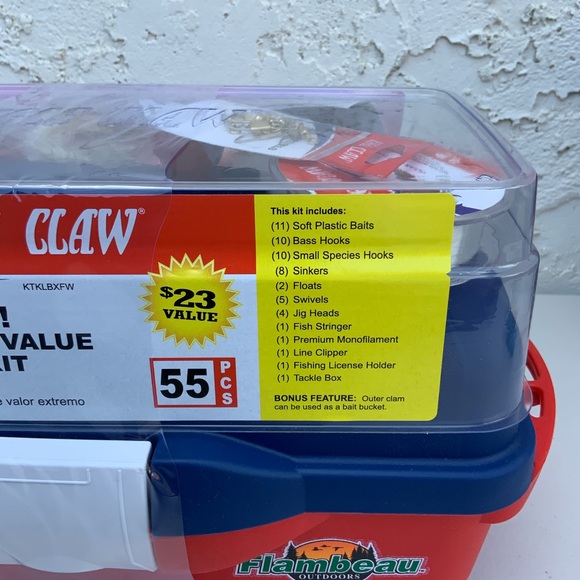 CLAW®
KTKLBXFW
!
VALUE
IT
e valor extremo
$23
VALUE
55
PCS
This kit includes:
(11) Soft Plastic Baits
(10) Bass Hooks
(10) Small Species Hooks
(8) Sinkers
(2) Floats
(5) Swivels
(4) Jig Heads
(1) Fish Stringer
(1) Premium Monofilament
(1) Line Clipper
(1) Fishing License Holder
(1) Tackle Box
BONUS FEATURE: Outer clam
can be used as a bait bucket.
Flambeau
OUTDOORS